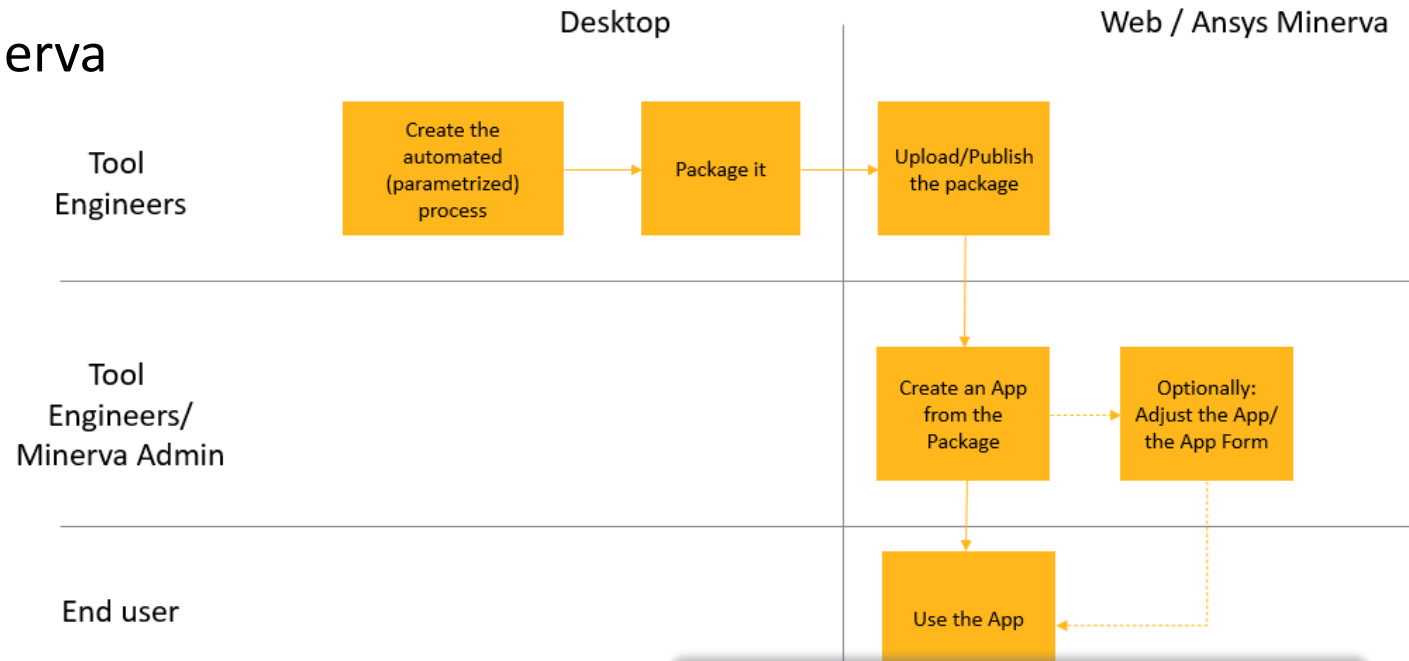 Desktop
Web / Ansys Minerva
erva
Tool
Engineers
Create the
automated
(parametrized)
process
Package it
Upload/Publish
the package
Tool
Engineers/
Minerva Admin
Create an App
from the
Package
Optionally:
Adjust the App/
the App Form
End user
Use the App